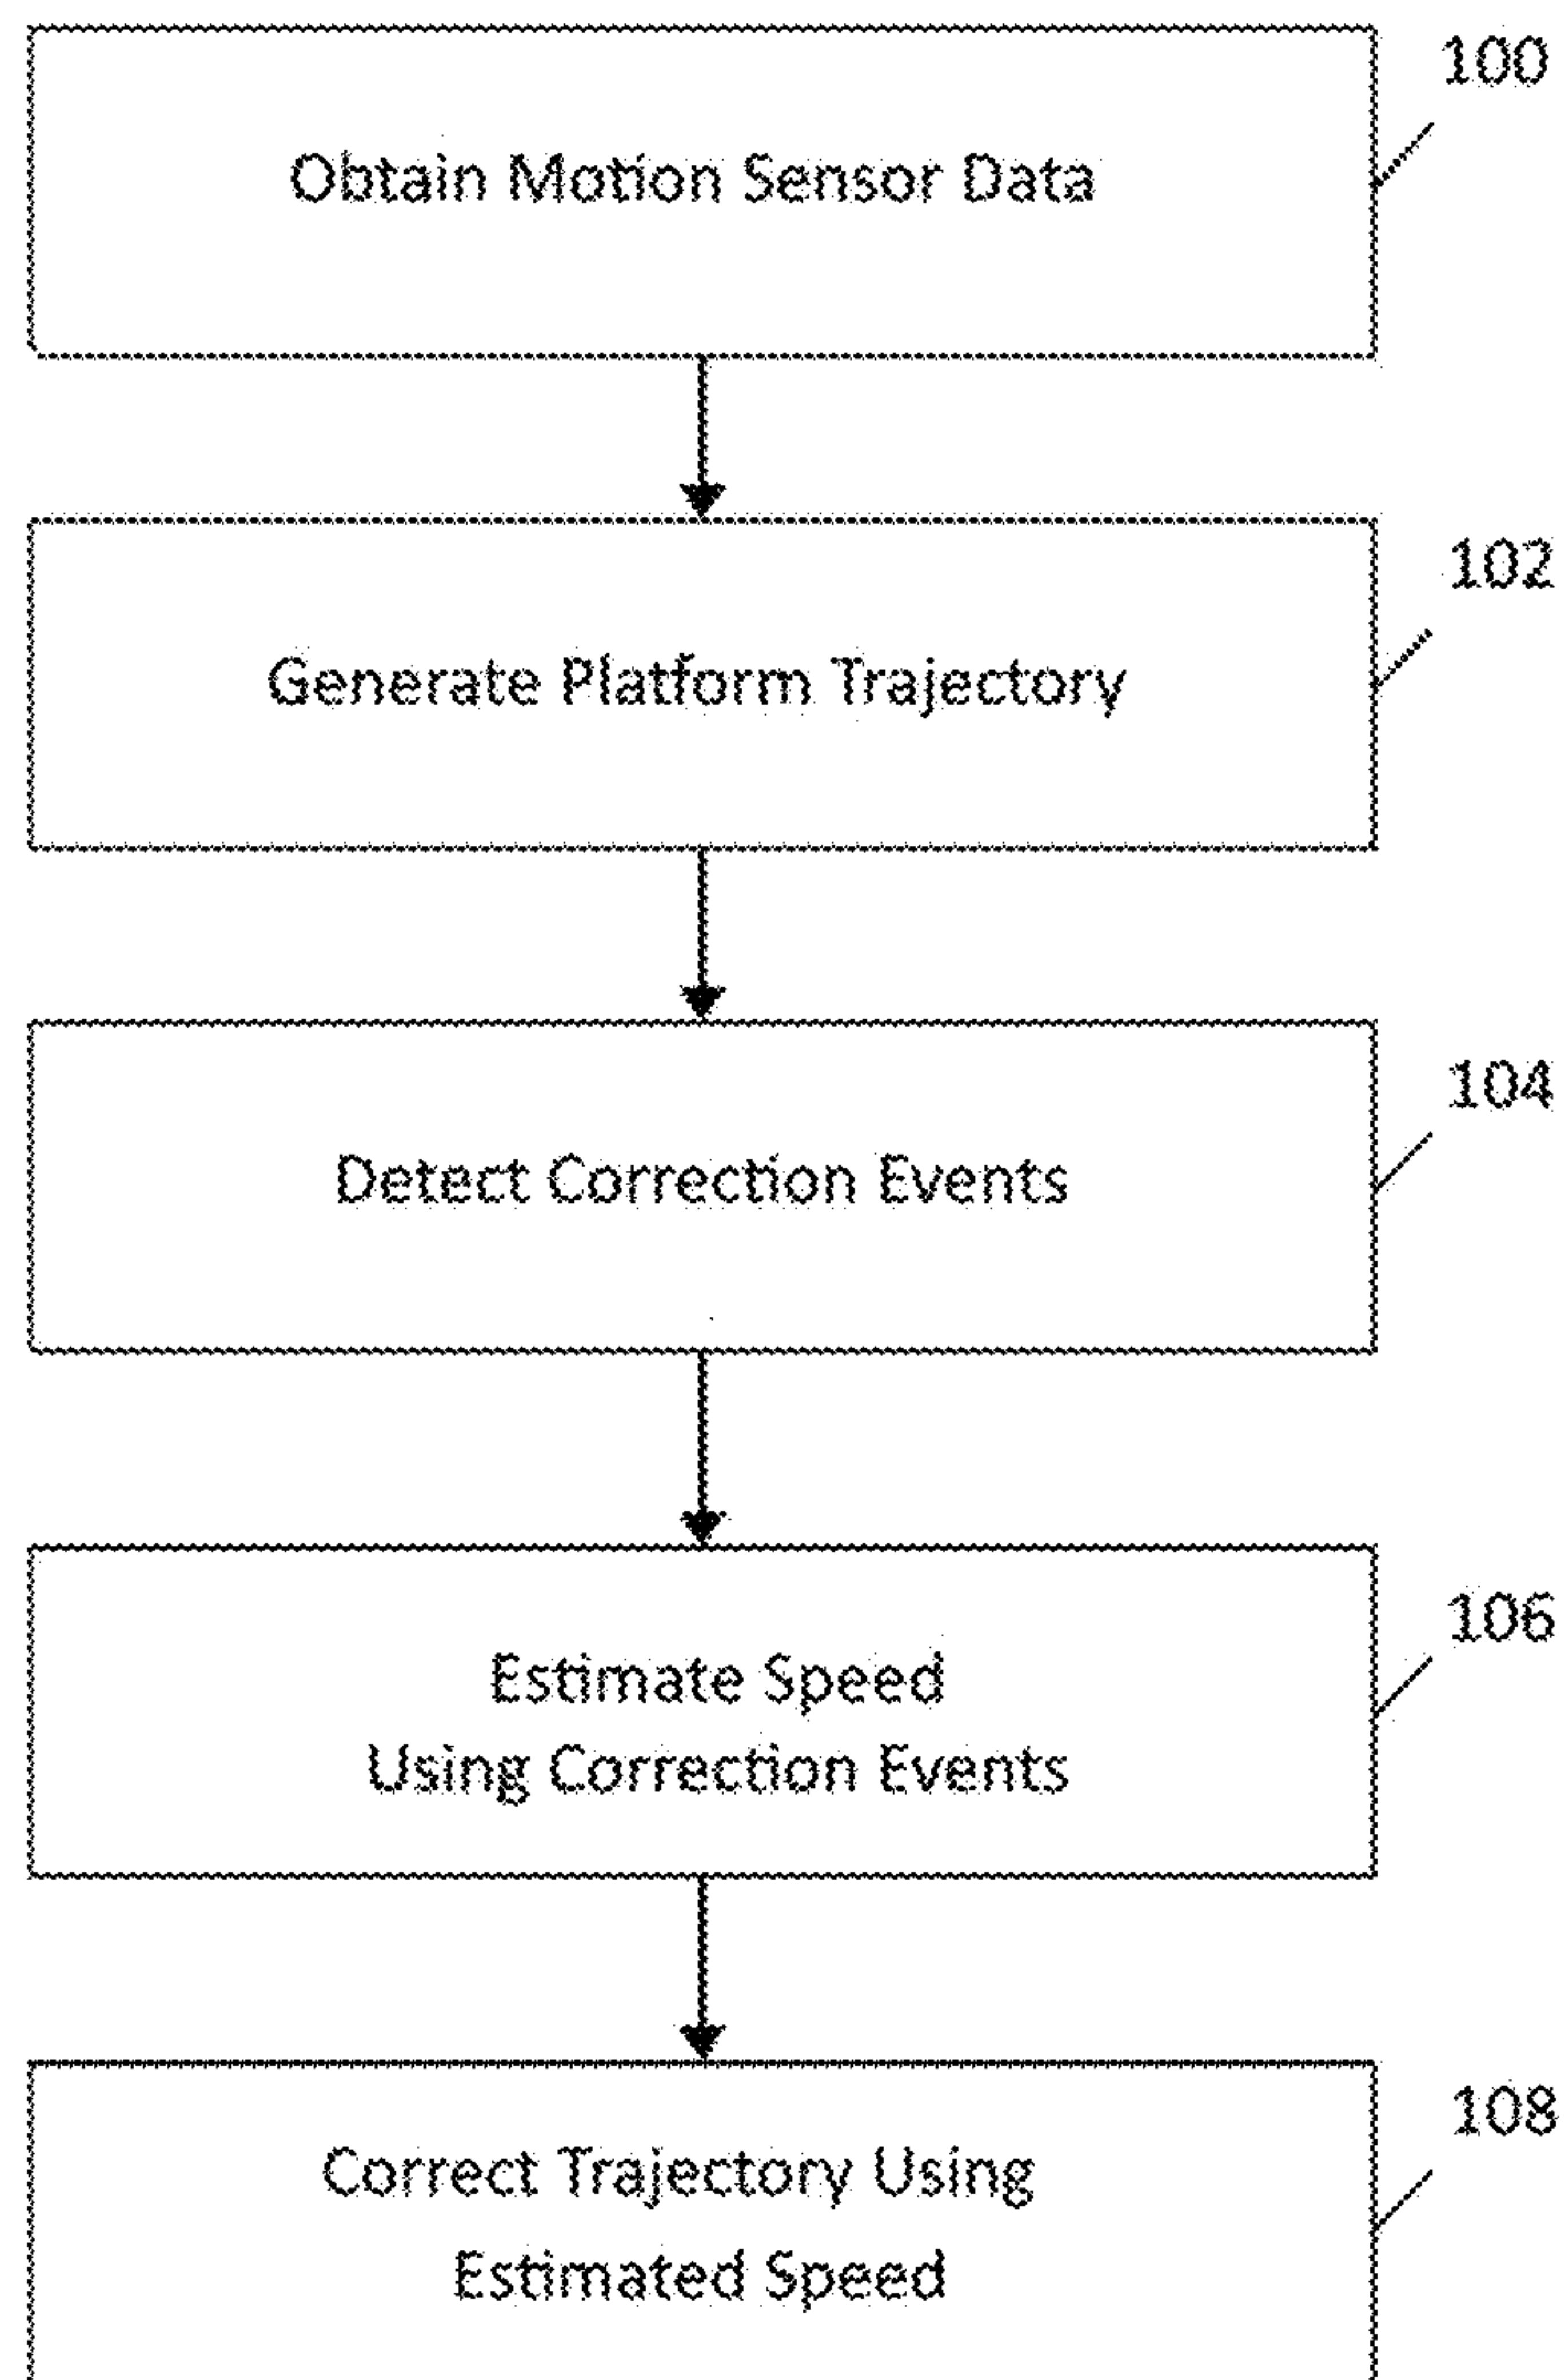 100
Obtain Motion Sensor Data
102
Generate Platform Trajectory
104
Detect Correction Events
106
Estimate Speed
Using Correction Events
108
Correct Trajectory Using
Estimated Speed